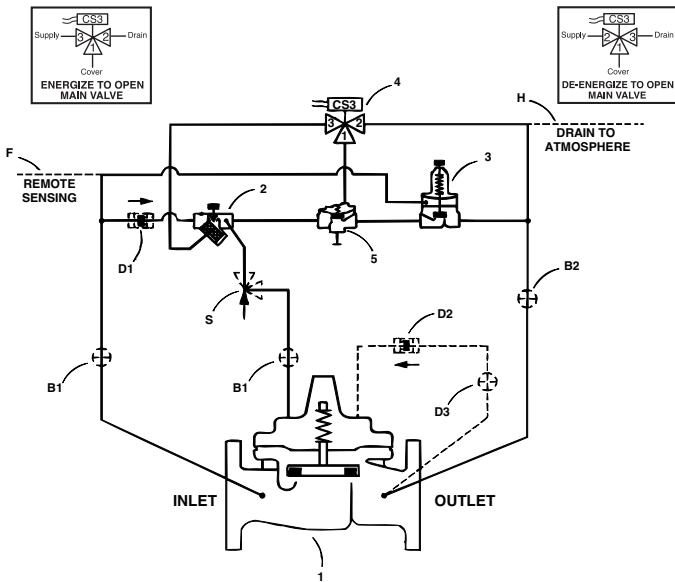 CS3
Supply
3
2
Drain
1
Cover
ENERGIZE TO OPEN
MAIN VALVE
CS3
Supply
2
3
Drain
1
Cover
DE-ENERGIZE TO OPEN
MAIN VALVE
4
CS3
3
2
1
H
DRAIN TO
ATMOSPHERE
F
REMOTE
SENSING
3
2
D1
5
S
B2
D2
B1
B1
D3
INLET
OUTLET
1